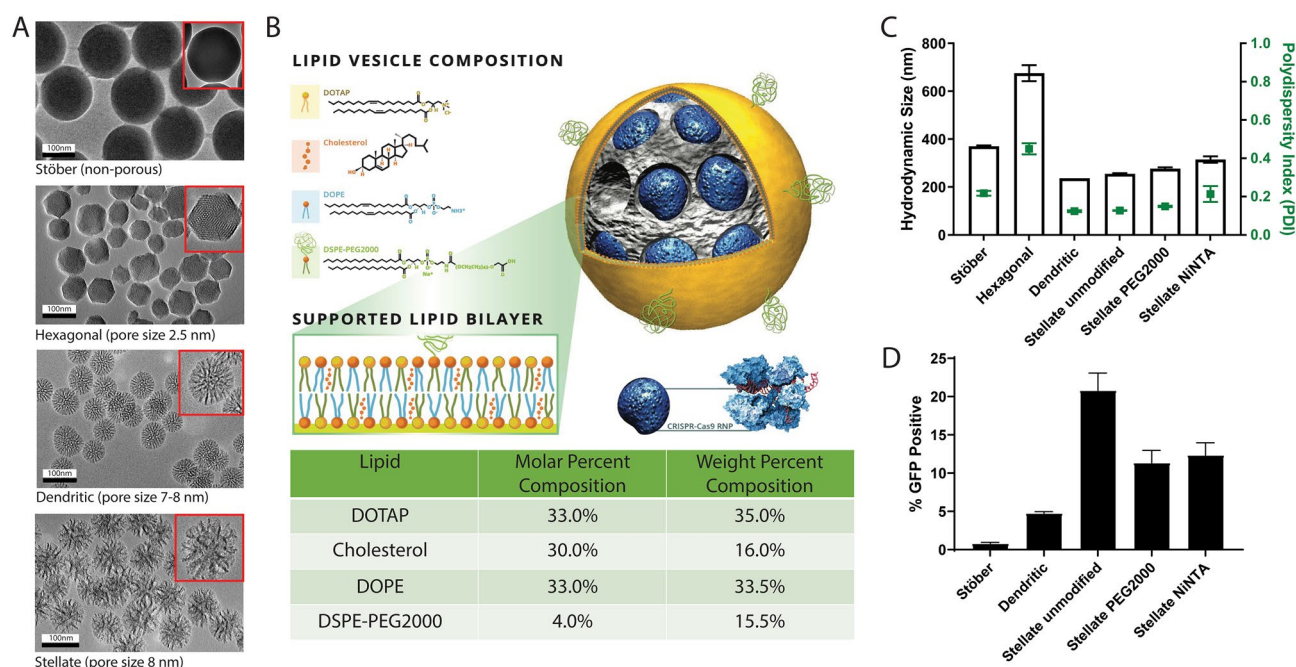 A
100nm
Stöber (non-porous)
100nm
Hexagonal (pore size 2.5 nm)
100nm
Dendritic (pore size 7-8 nm)
100nm
Stellate (pore size 8 nm)
B
LIPID VESICLE COMPOSITION
DOTAP
Cholesterol
DOPE
DSPE-PEG2000
SUPPORTED LIPID BILAYER
CRISPR-Cas9 RNP
Lipid
Molar Percent
Composition
Weight Percent
Composition
DOTAP 33.0% 35.0%
Cholesterol 30.0% 16.0%
DOPE 33.0% 33.5%
DSPE-PEG2000 4.0% 15.5%
C
Hydrodynamic Size (nm)
800
600
400
200
0
Polydispersity Index (PDI)
1.0
0.8
0.6
0.4
0.2
0.0
Stöber
Hexagonal
Dendritic
Stellate unmodified
Stellate PEG2000
Stellate NiNTA
D
% GFP Positive
25
20
15
10
5
0
Stöber
Dendritic
Stellate unmodified
Stellate PEG2000
Stellate NiNTA